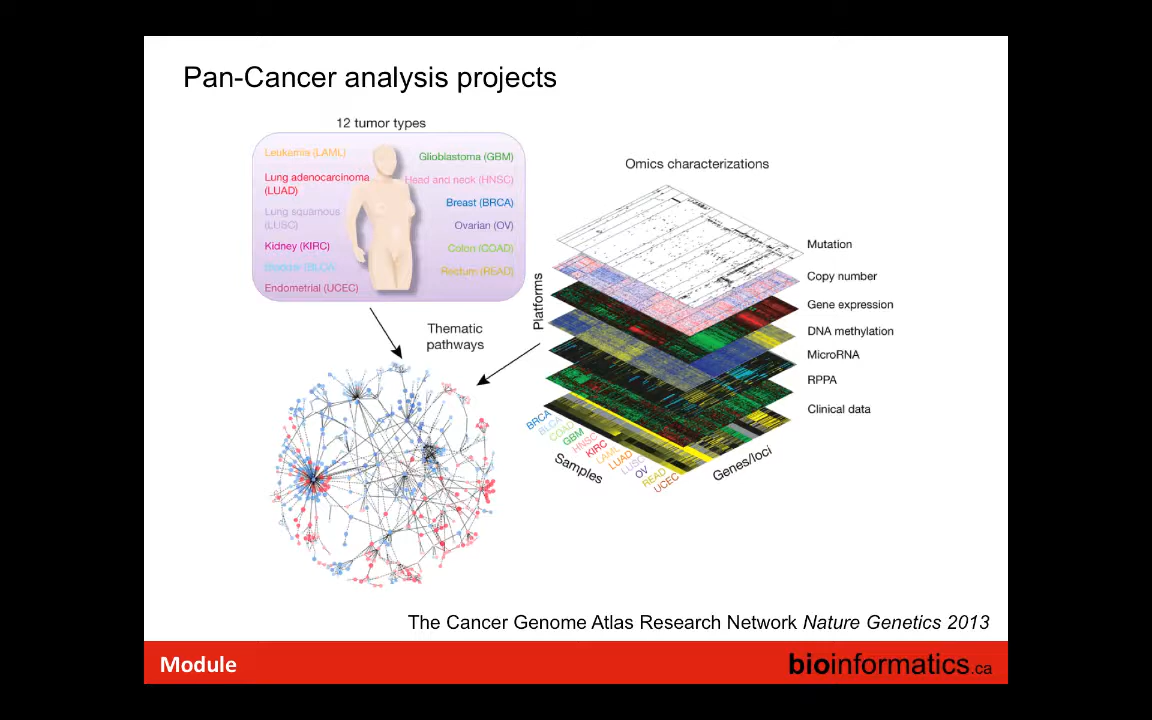 Pan-Cancer analysis projects
12 tumor types
Leukemia (LAML)
Lung adenocarcinoma
(LUAD)
Lung squamous
(LUSC)
Kidney (KIRC)
Bladder (BLCA
Endometrial (UCEC)
Glioblastoma (GBM)
Head and neck (HNSC)
Breast (BRCA)
Ovarian (OV)
Colon (COAD)
Rectum (READ)
Omics characterizations
Mutation
Copy number
Gene expression
DNA methylation
MicroRNA
RPPA
Clinical data
Platforms
Thematic
pathways
BRCA
BLCA
COAD
GBM
HNSC
KIRC
LAML
LUAD
LUSC
OV
READ
UCEC
Samples
Genes/loci
The Cancer Genome Atlas Research Network Nature Genetics 2013
Module
bioinformatics.ca